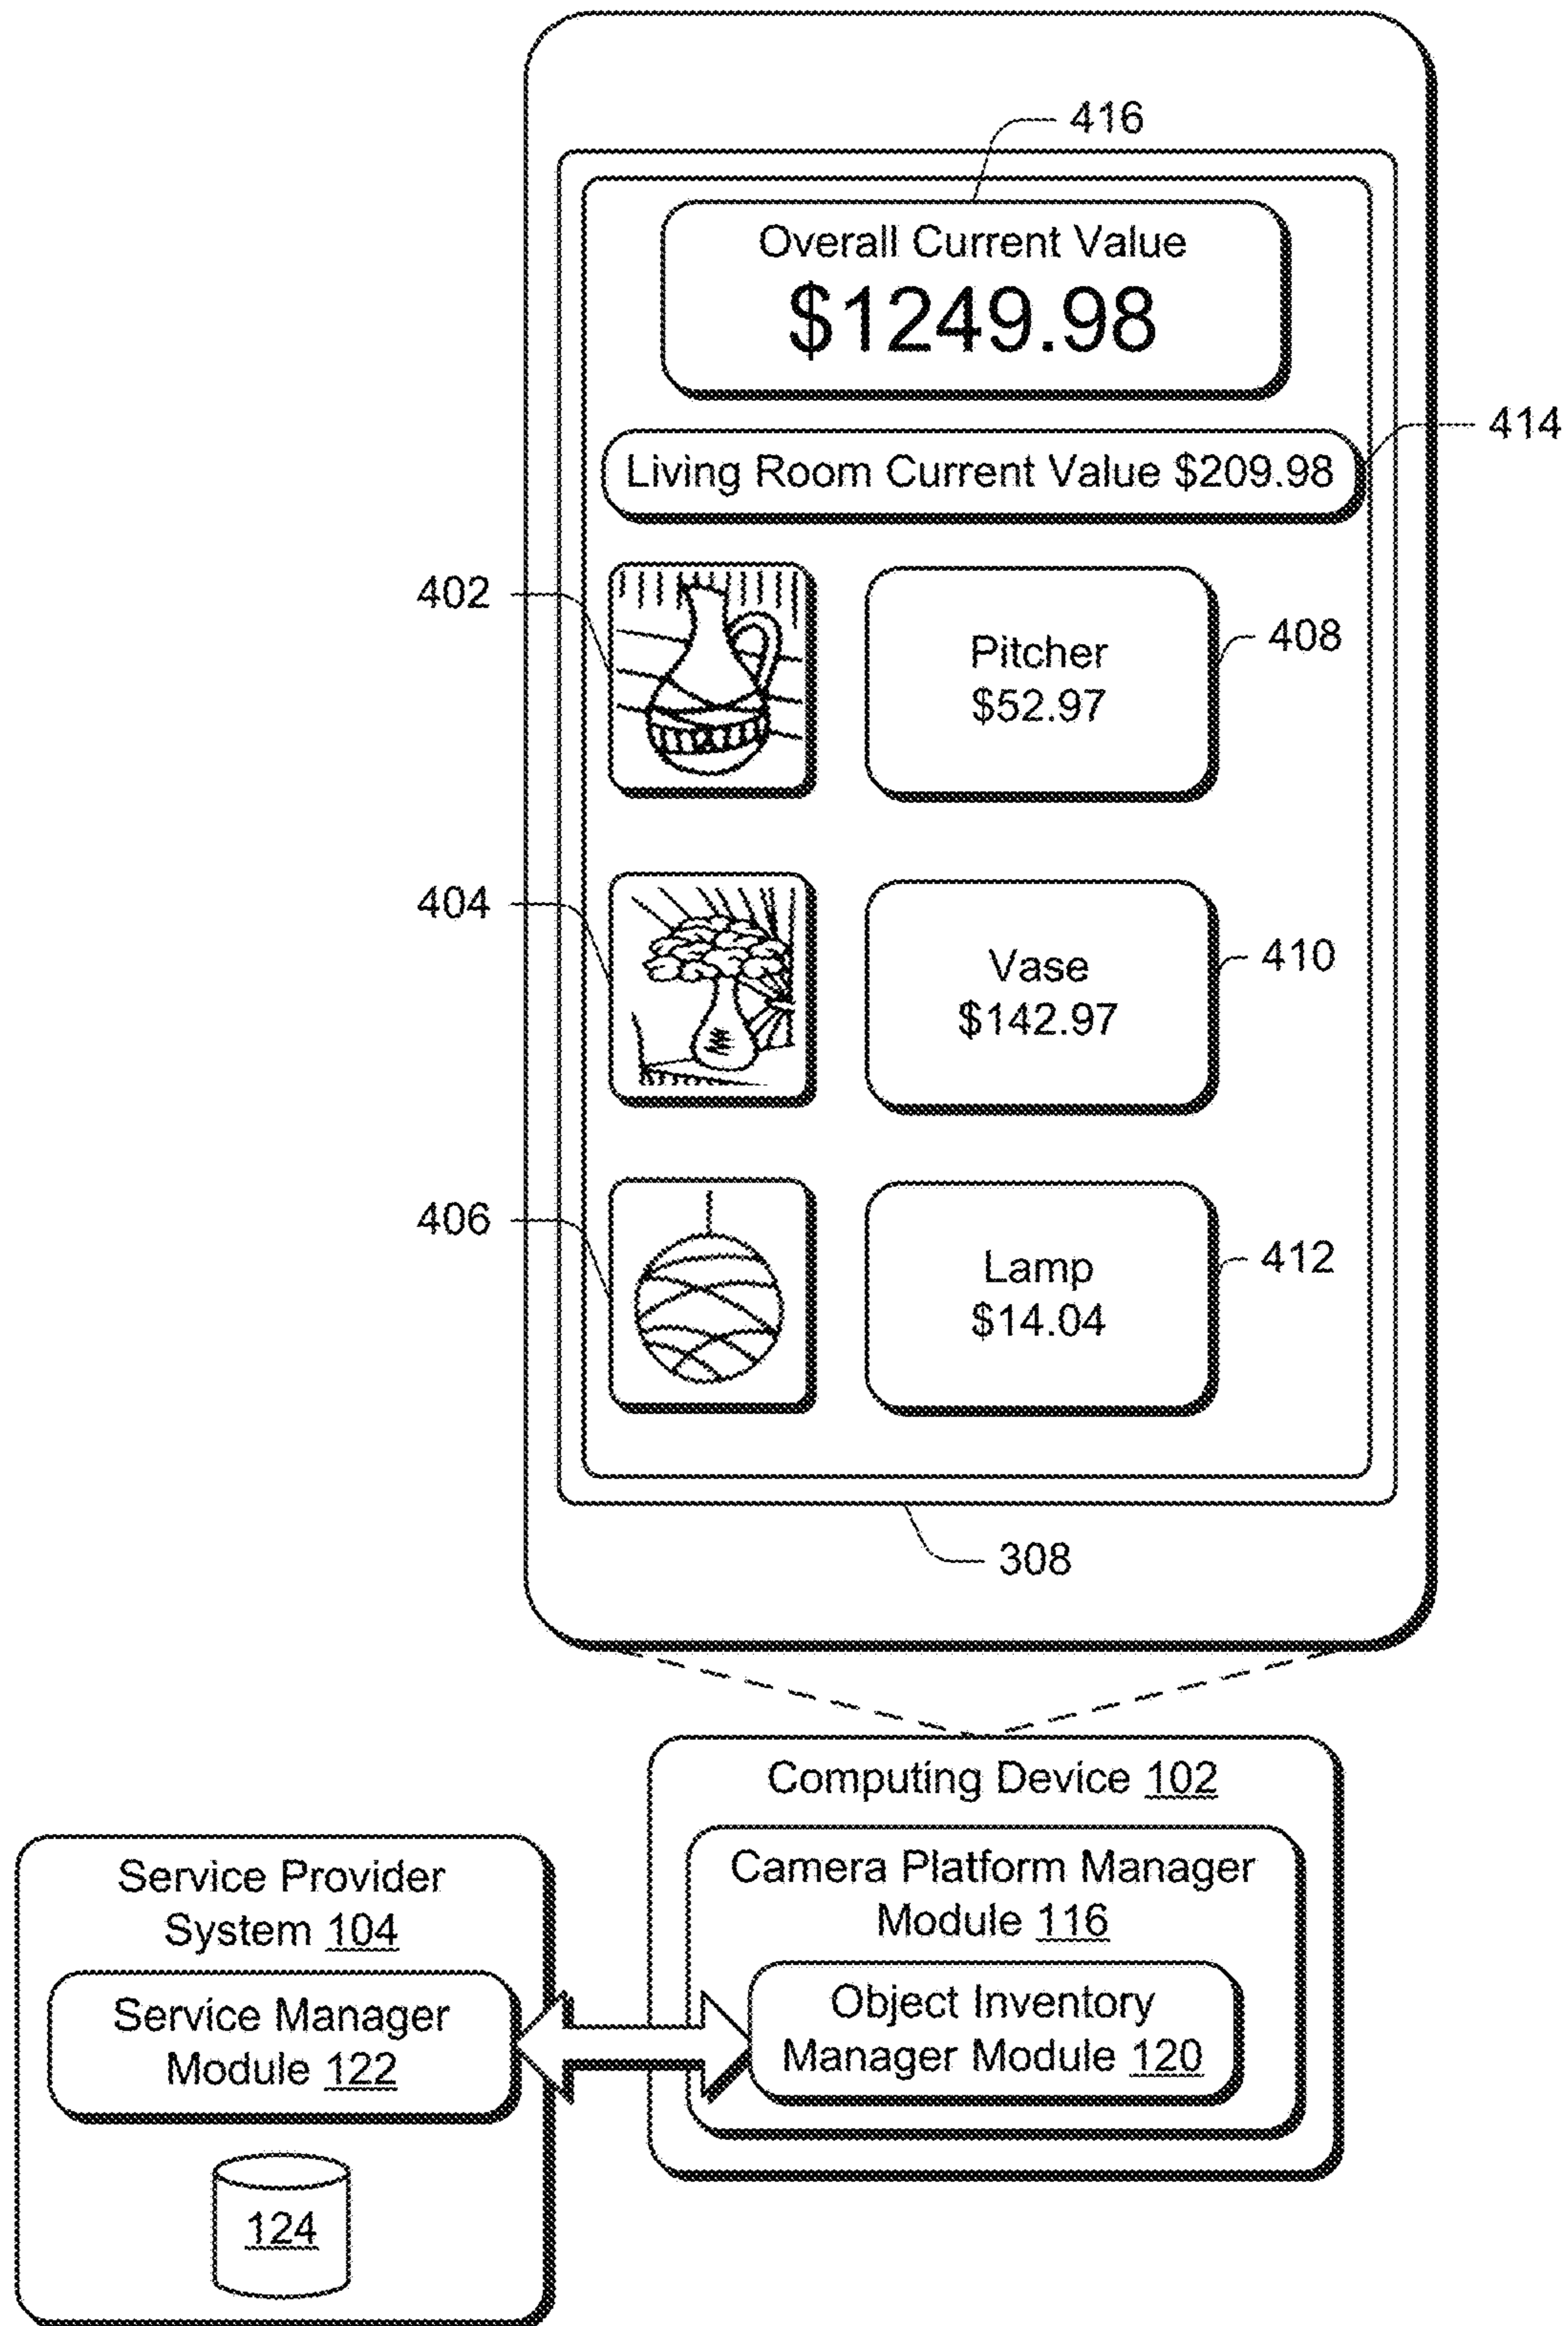 416
Overall Current Value
$1249.98
414
Living Room Current Value $209.98
402
Pitcher
$52.97
408
404
Vase
$142.97
410
406
Lamp
$14.04
412
308
Computing Device 102
Camera Platform Manager
Module 116
Object Inventory
Manager Module 120
Service Provider
System 104
Service Manager
Module 122
124